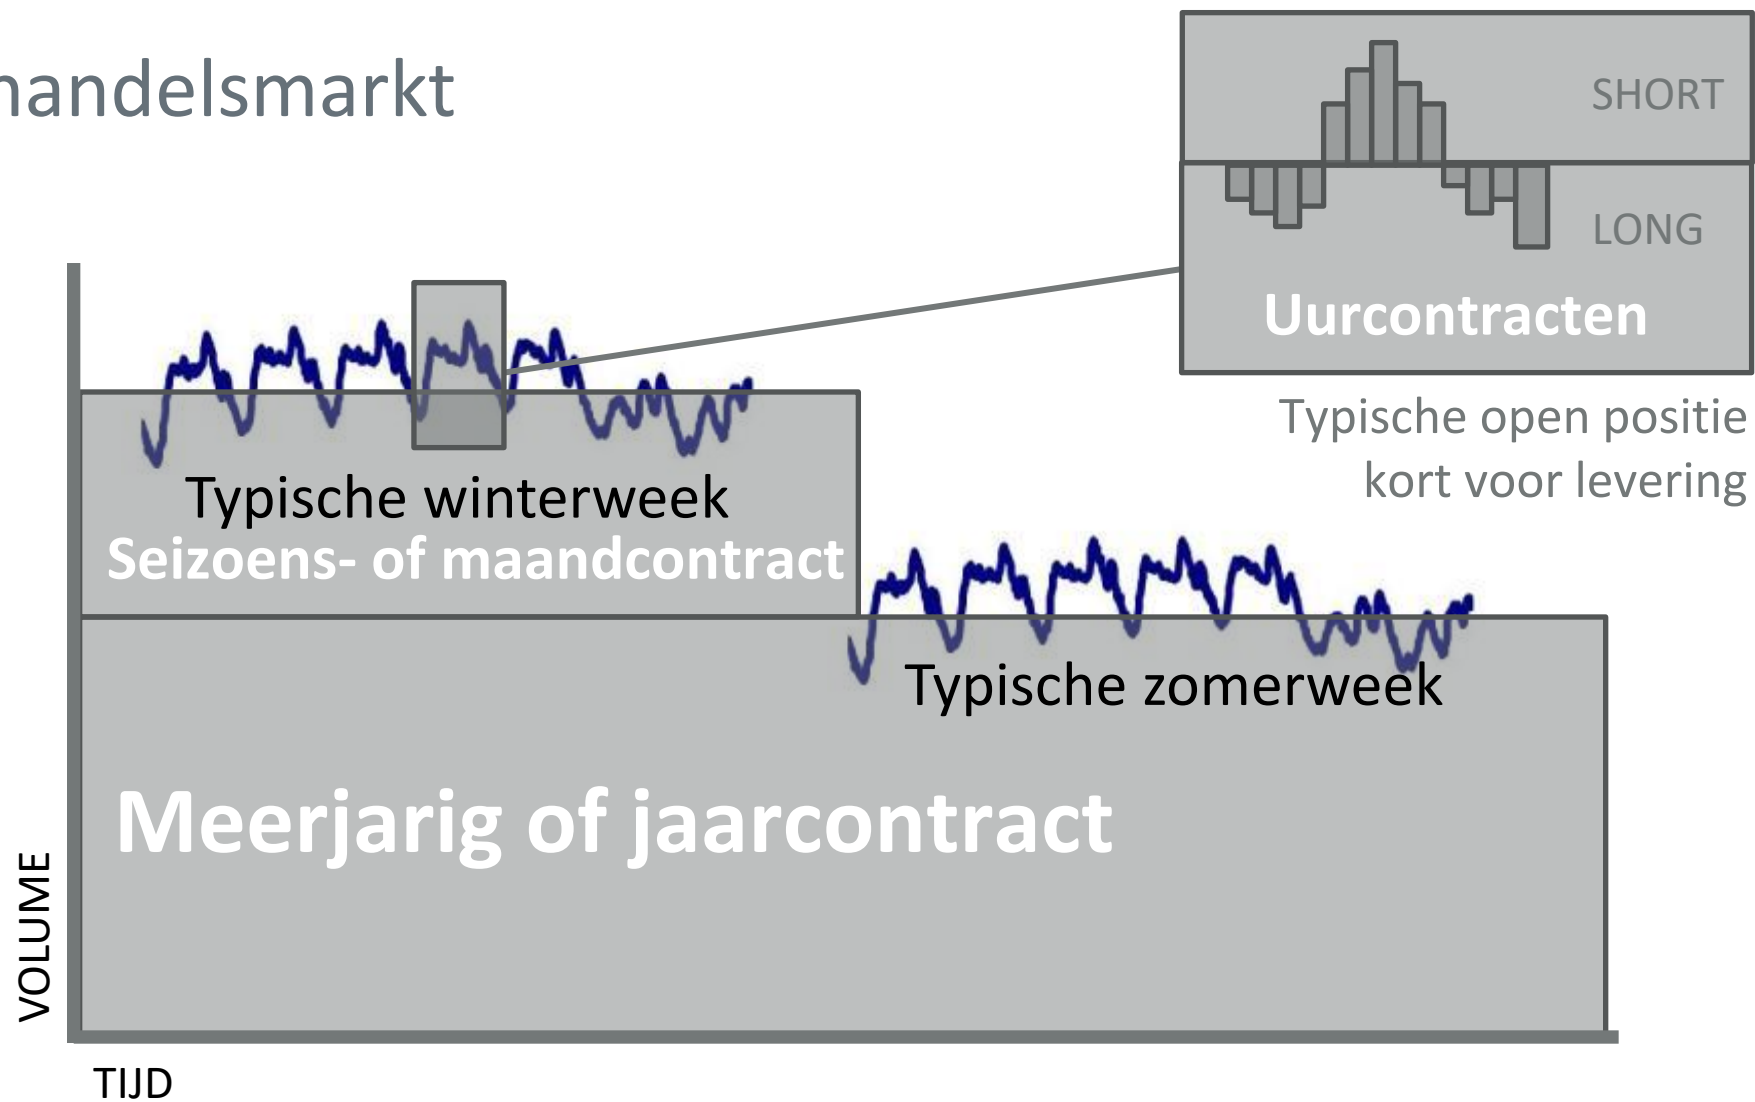 handelsmarkt
SHORT
LONG
Uurcontracten
Typische open positie
kort voor levering
Typische winterweek
Seizoens- of maandcontract
Typische zomerweek
Meerjarig of jaarcontract
VOLUME
TIJD